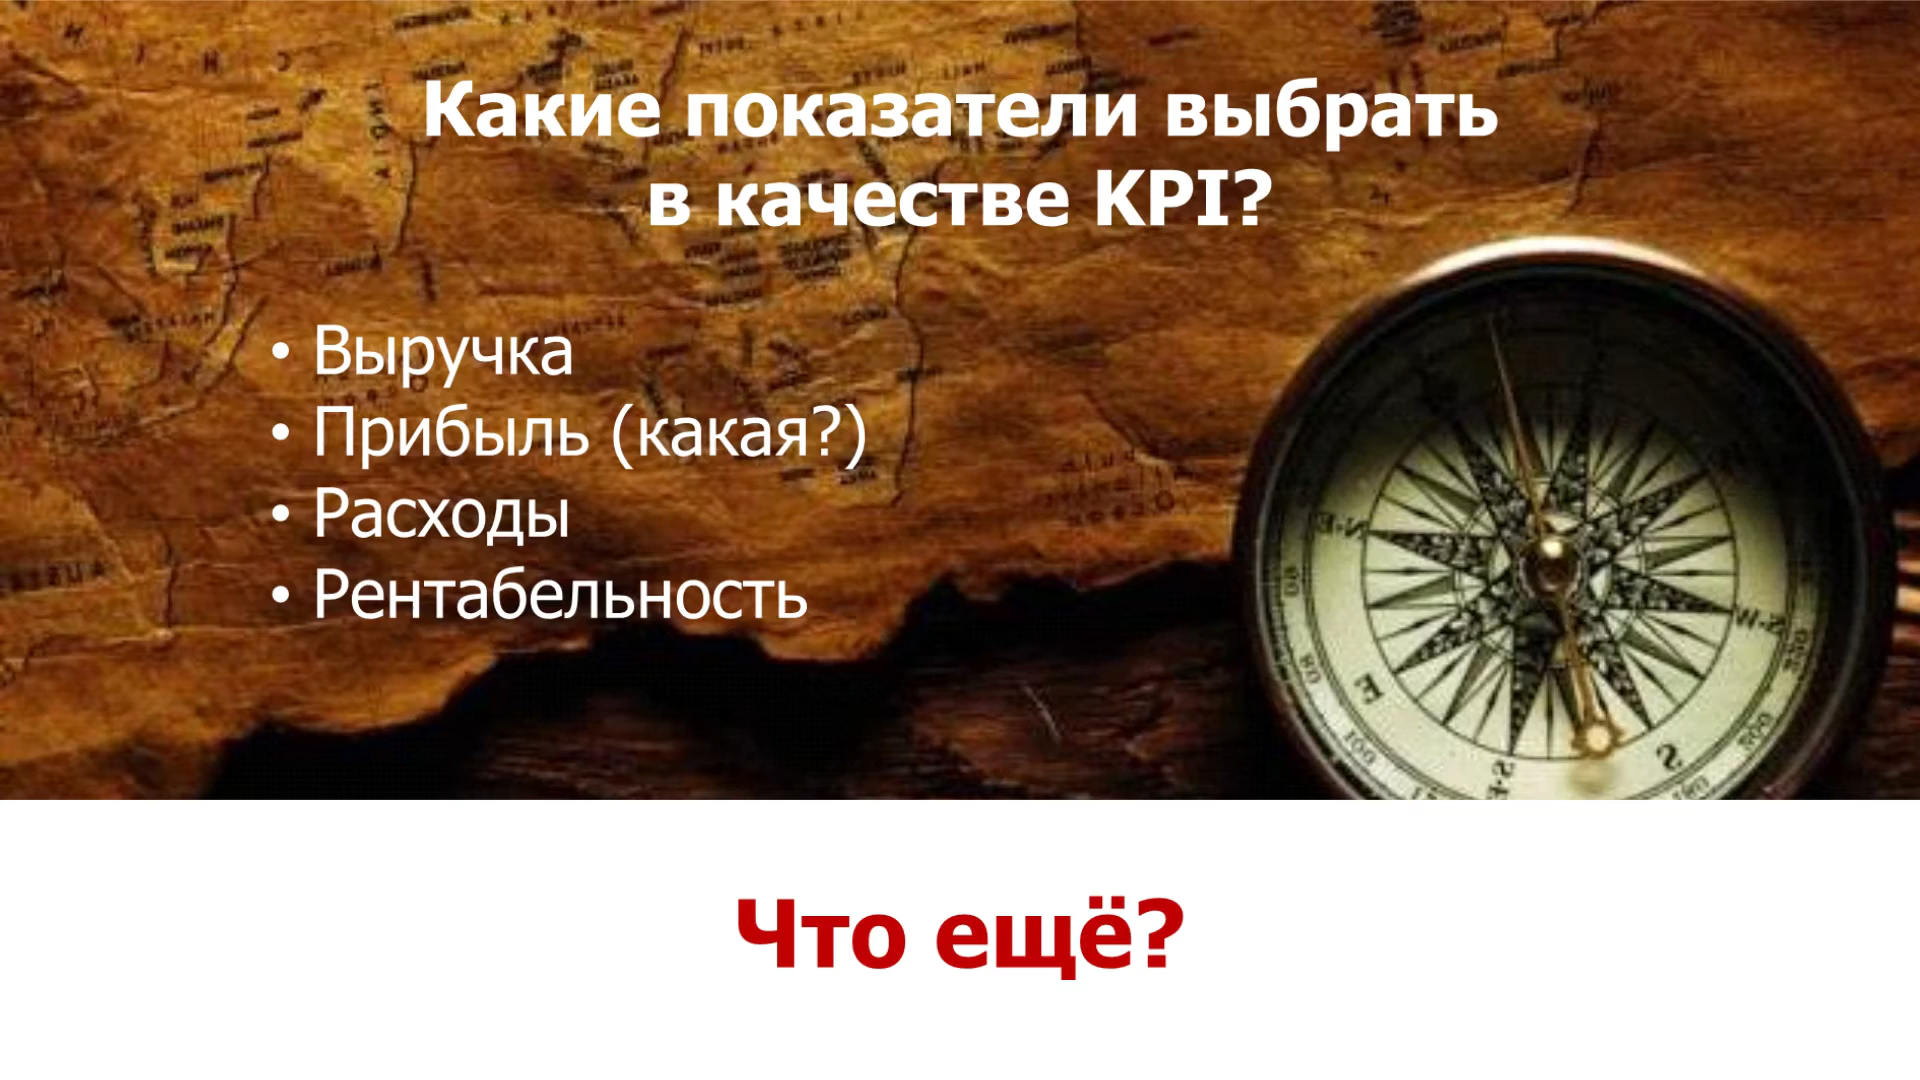 Какие показатели выбрать
в качестве KPI?
• Выручка
• Прибыль (какая?)
• Расходы
• Рентабельность
Что ещё?